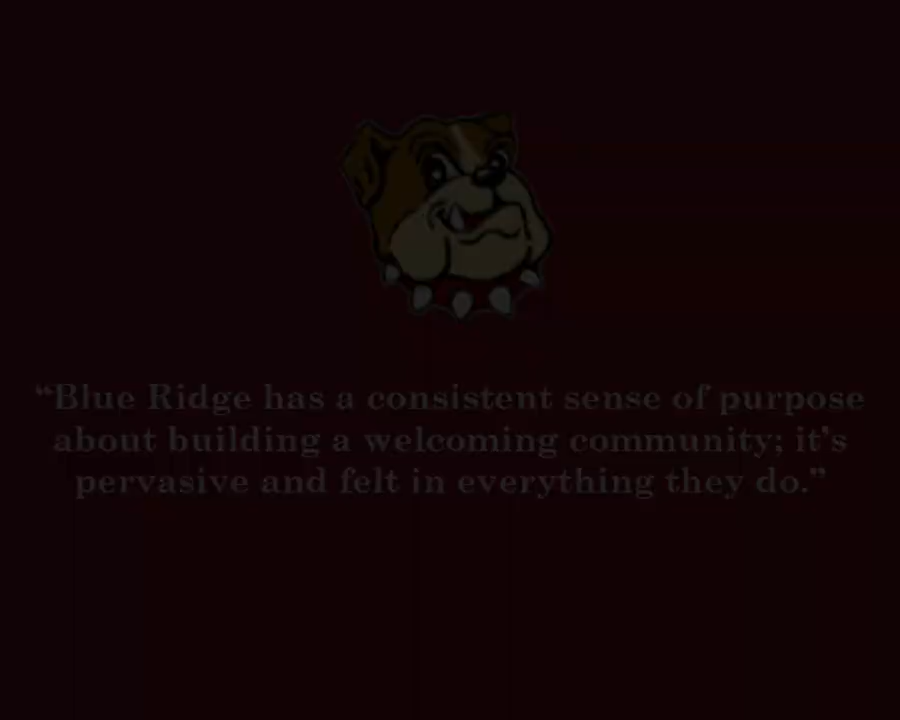 “Blue Ridge has a consistent sense of purpose
about building a welcoming community; it's
pervasive and felt in everything they do.”